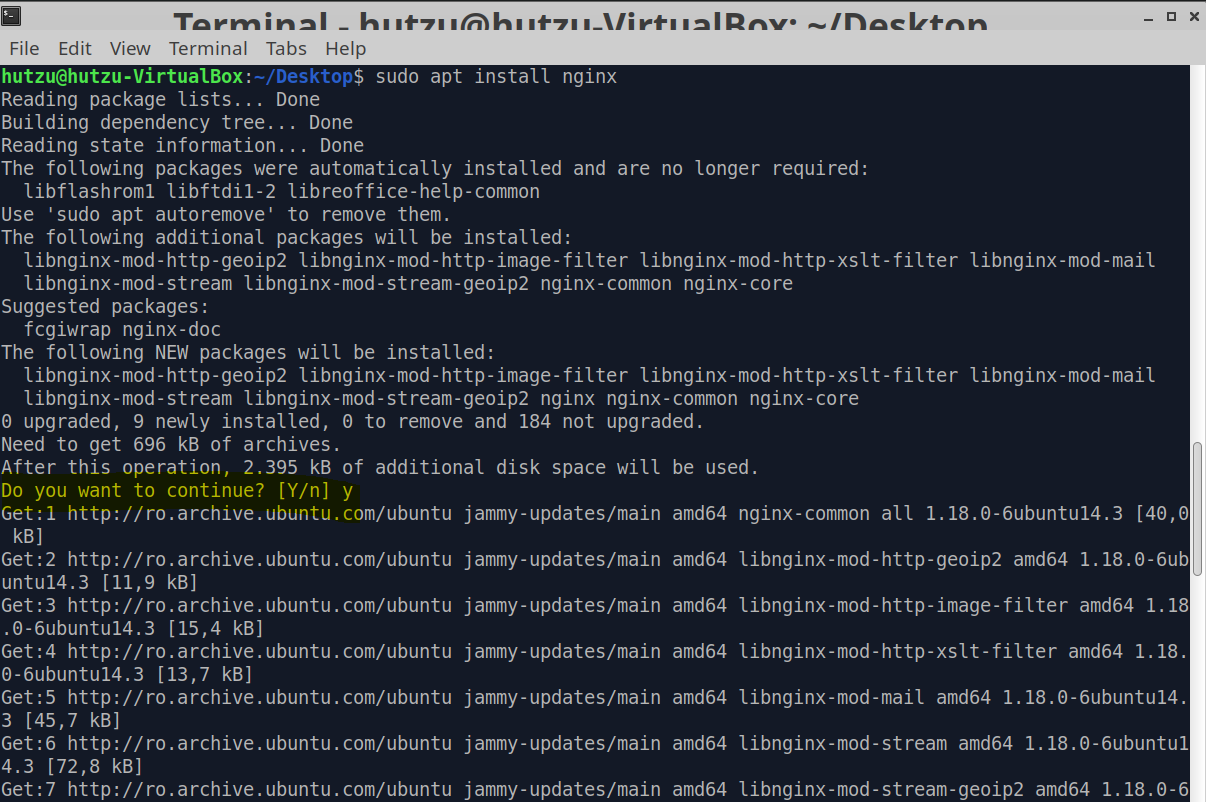 Terminal - hutzu@hutzu-VirtualBox: ~/Desktop
File Edit View Terminal Tabs Help
hutzu@hutzu-VirtualBox:~/Desktop$ sudo apt install nginx
Reading package lists... Done
Building dependency tree... Done
Reading state information... Done
The following packages were automatically installed and are no longer required:
  libflashrom1 libftdi1-2 libreoffice-help-common
Use 'sudo apt autoremove' to remove them.
The following additional packages will be installed:
  libnginx-mod-http-geoip2 libnginx-mod-http-image-filter libnginx-mod-http-xslt-filter libnginx-mod-mail
  libnginx-mod-stream libnginx-mod-stream-geoip2 nginx-common nginx-core
Suggested packages:
  fcgiwrap nginx-doc
The following NEW packages will be installed:
  libnginx-mod-http-geoip2 libnginx-mod-http-image-filter libnginx-mod-http-xslt-filter libnginx-mod-mail
  libnginx-mod-stream libnginx-mod-stream-geoip2 nginx nginx-common nginx-core
0 upgraded, 9 newly installed, 0 to remove and 184 not upgraded.
Need to get 696 kB of archives.
After this operation, 2.395 kB of additional disk space will be used.
Do you want to continue? [Y/n] y
Get:1 http://ro.archive.ubuntu.com/ubuntu jammy-updates/main amd64 nginx-common all 1.18.0-6ubuntu14.3 [40,0
 kB]
Get:2 http://ro.archive.ubuntu.com/ubuntu jammy-updates/main amd64 libnginx-mod-http-geoip2 amd64 1.18.0-6ub
untu14.3 [11,9 kB]
Get:3 http://ro.archive.ubuntu.com/ubuntu jammy-updates/main amd64 libnginx-mod-http-image-filter amd64 1.18
.0-6ubuntu14.3 [15,4 kB]
Get:4 http://ro.archive.ubuntu.com/ubuntu jammy-updates/main amd64 libnginx-mod-http-xslt-filter amd64 1.18.
0-6ubuntu14.3 [13,7 kB]
Get:5 http://ro.archive.ubuntu.com/ubuntu jammy-updates/main amd64 libnginx-mod-mail amd64 1.18.0-6ubuntu14.
3 [45,7 kB]
Get:6 http://ro.archive.ubuntu.com/ubuntu jammy-updates/main amd64 libnginx-mod-stream amd64 1.18.0-6ubuntu1
4.3 [72,8 kB]
Get:7 http://ro.archive.ubuntu.com/ubuntu jammy-updates/main amd64 libnginx-mod-stream-geoip2 amd64 1.18.0-6